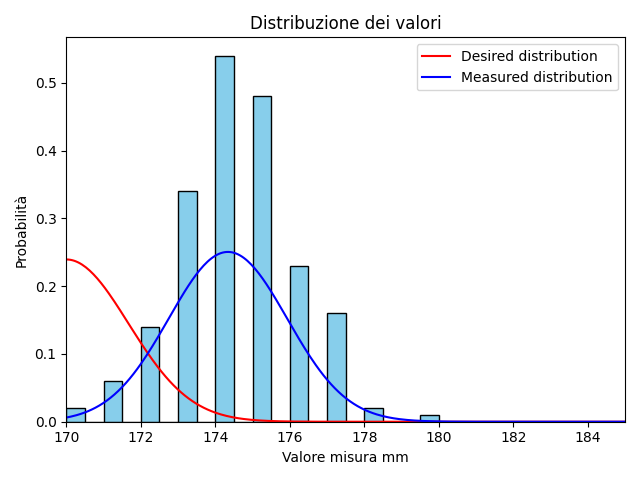 Distribuzione dei valori
Desired distribution
Measured distribution
Probabilità
0.5
0.4
0.3
0.2
0.1
0.0
170 172 174 176 178 180 182 184
Valore misura mm